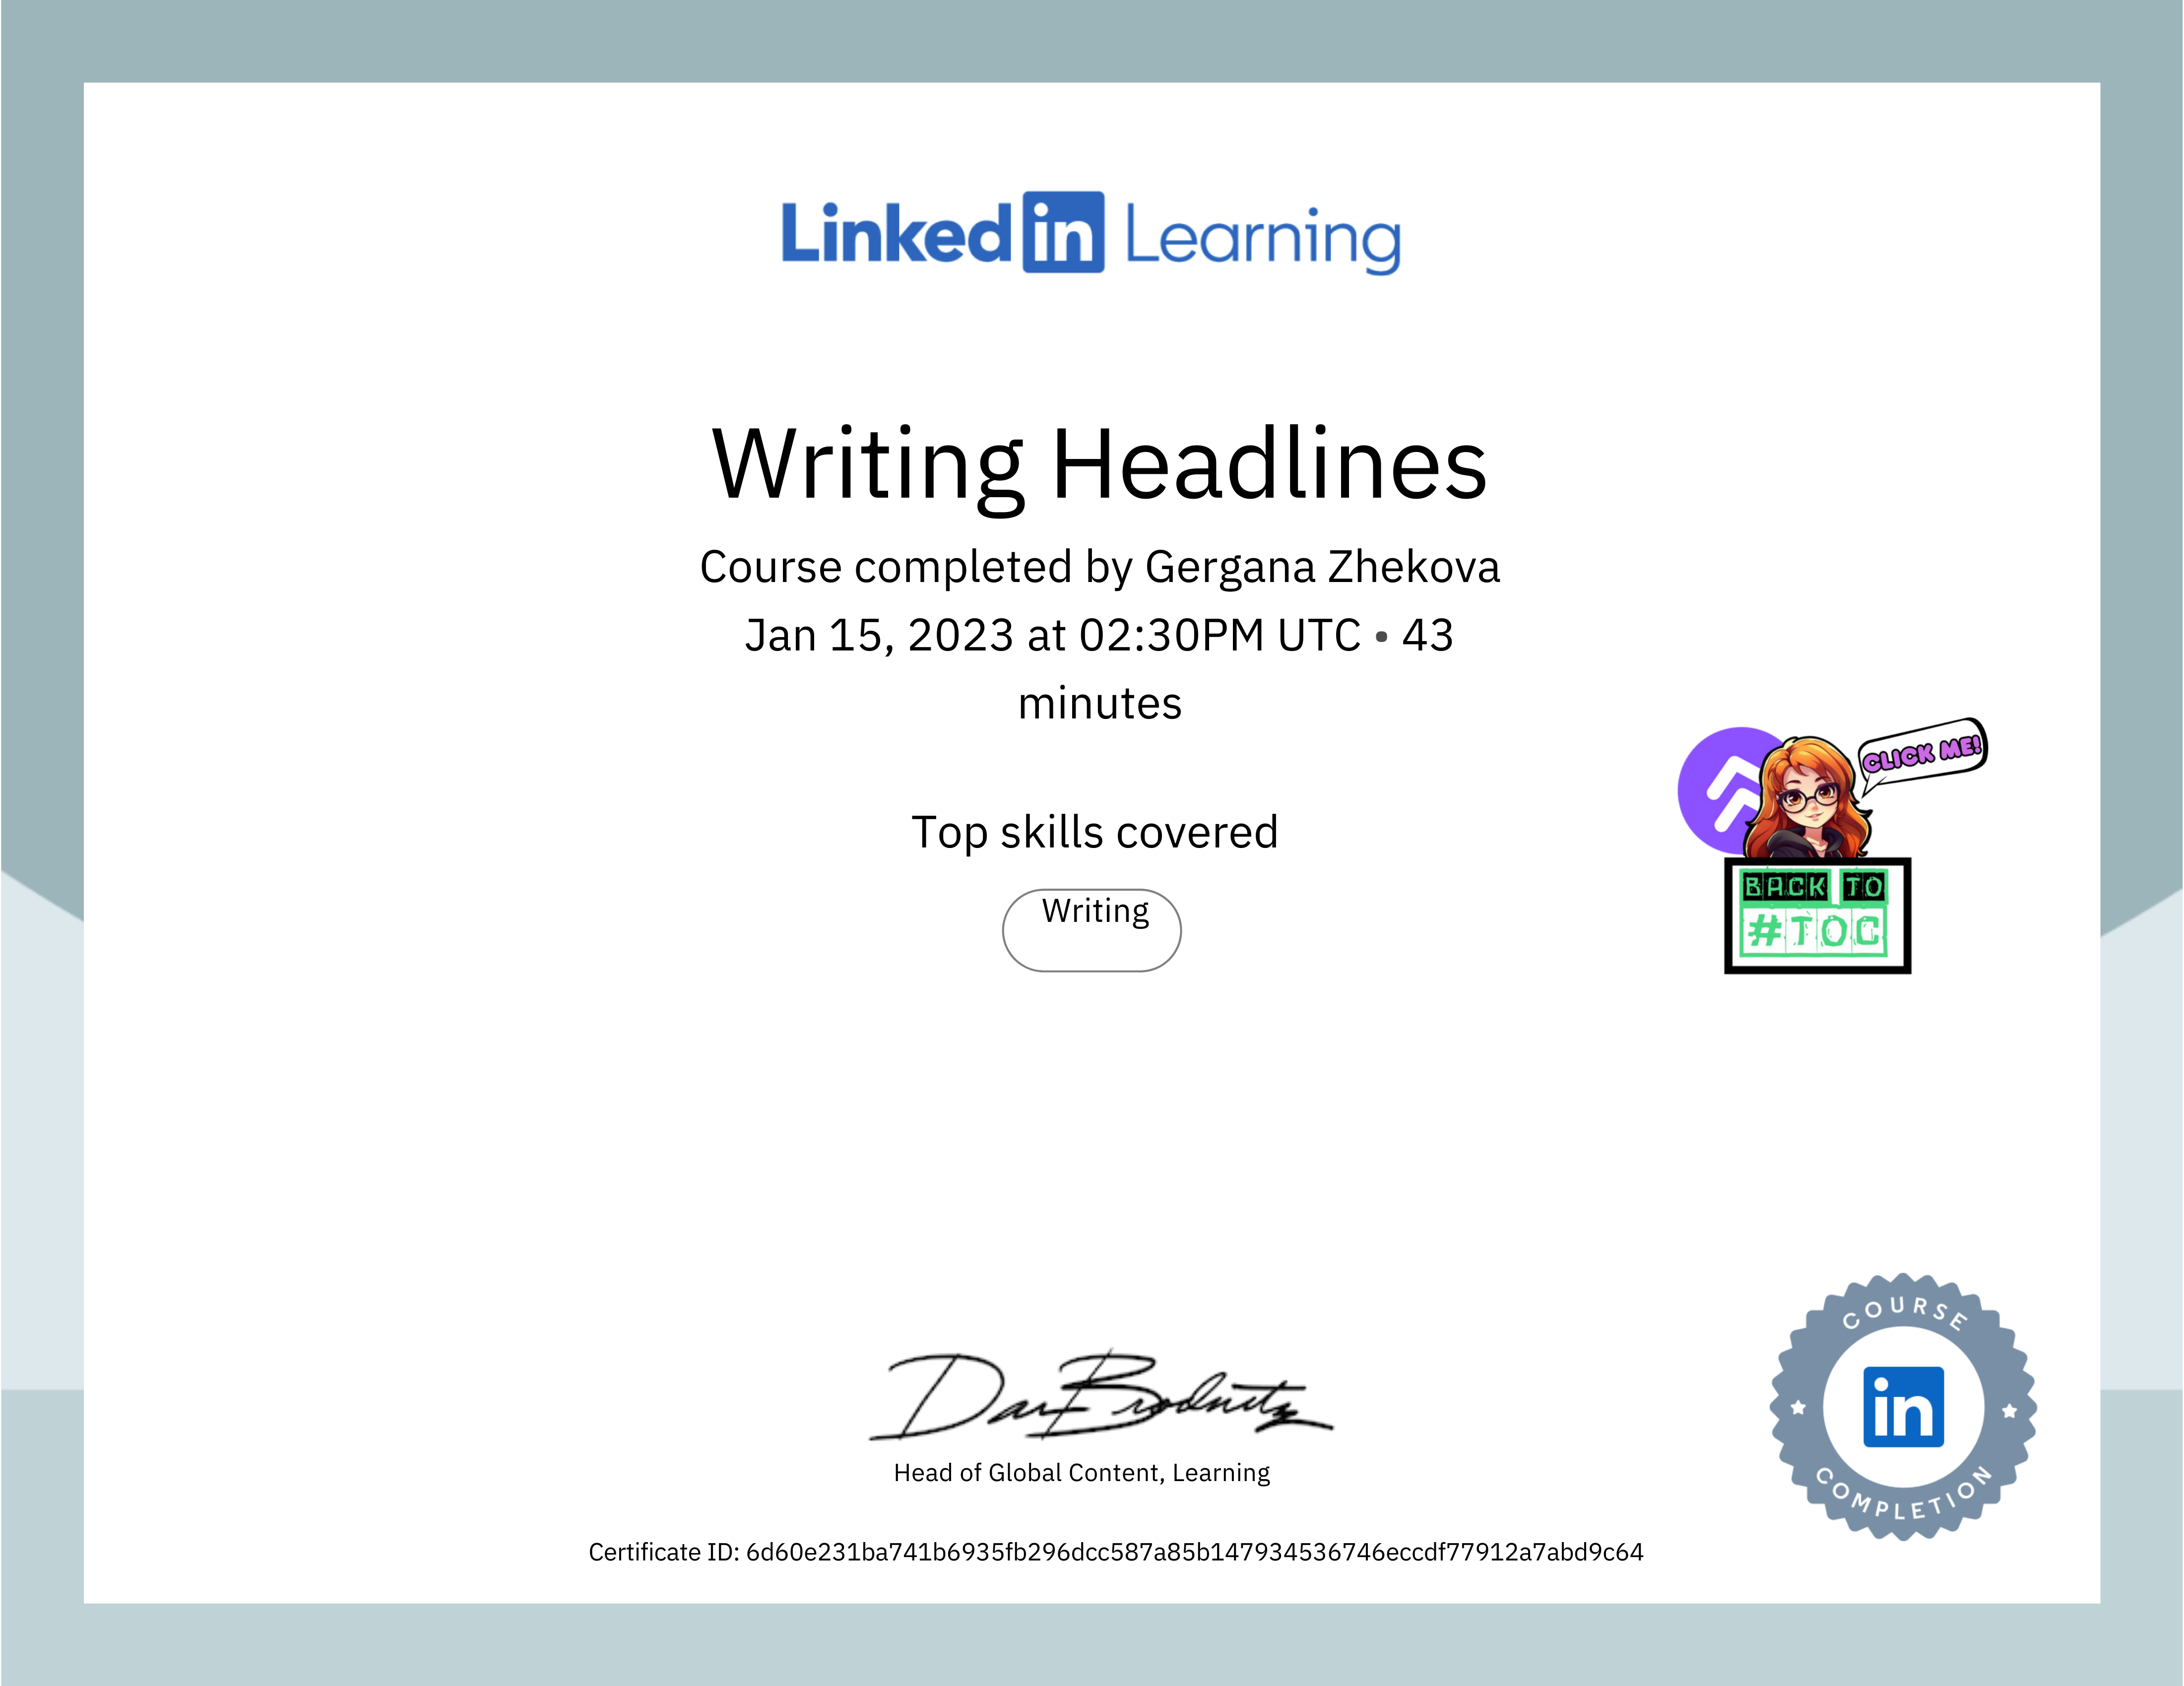 Linked in Learning
Writing Headlines
Course completed by Gergana Zhekova
Jan 15, 2023 at 02:30PM UTC • 43
minutes
CLICK ME!
Top skills covered
BACK TO
#TOC
Writing
COURSE
in
COMPLETION
Dan Brodnitz
Head of Global Content, Learning
Certificate ID: 6d60e231ba741b6935fb296dcc587a85b147934536746eccdf77912a7abd9c64